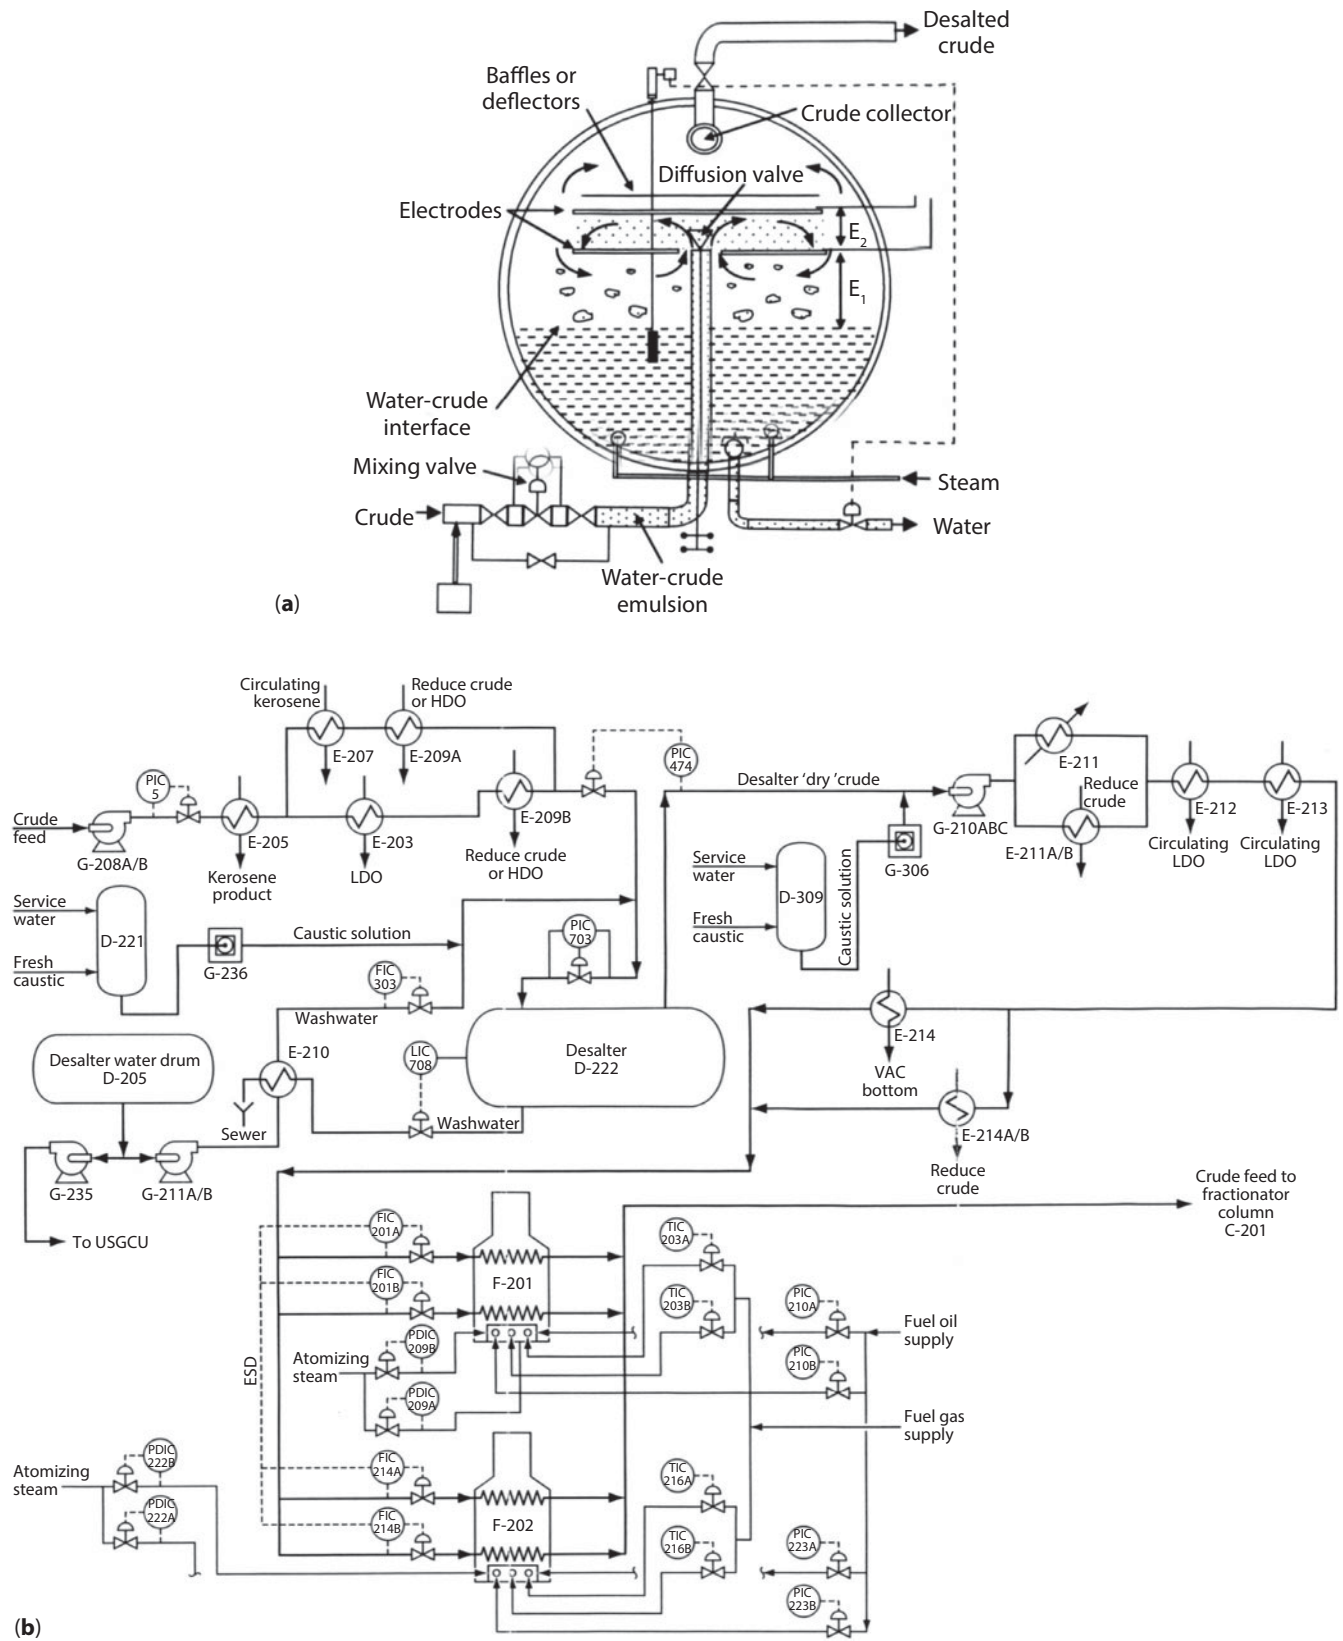 Desalted
crude
Baffles or
deflectors
Crude collector
Diffusion valve
Electrodes
E2
E1
Water-crude
interface
Mixing valve
Steam
Crude
Water
Water-crude
emulsion
(a)
Circulating
kerosene
Reduce crude
or HDO
E-207
E-209A
PIC
5
PIC
474
Desalter 'dry 'crude
E-211
Reduce
crude
E-212
E-213
Crude
feed
G-208A/B
E-205
E-203
E-209B
G-210ABC
E-211A/B
Circulating
LDO
Circulating
LDO
Kerosene
product
LDO
Reduce crude
or HDO
G-306
Service
water
D-309
Fresh
caustic
Caustic solution
Service
water
D-221
Fresh
caustic
G-236
Caustic solution
PIC
703
FIC
303
Washwater
E-214
VAC
bottom
Desalter water drum
D-205
E-210
LIC
708
Desalter
D-222
Sewer
Washwater
E-214A/B
Reduce
crude
G-235
G-211A/B
To USGCU
Crude feed to
fractionator
column
C-201
FIC
201A
TIC
203A
F-201
FIC
201B
TIC
203B
PIC
210A
Fuel oil
supply
PDIC
209B
Atomizing
steam
PIC
210B
ESD
PDIC
209A
Fuel gas
supply
PDIC
222B
Atomizing
steam
FIC
214A
TIC
216A
PDIC
222A
F-202
FIC
214B
TIC
216B
PIC
223A
PIC
223B
(b)